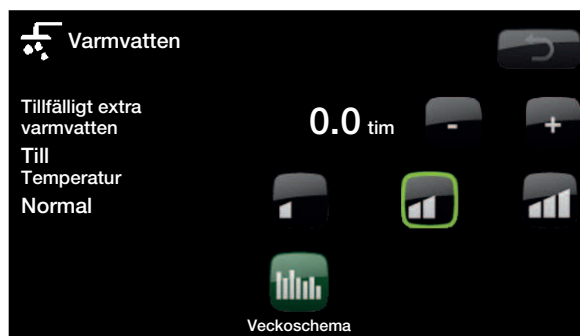 Varmvatten
Tillfälligt extra
varmvatten
0.0 tim
-
+
Till
Temperatur
Normal
Veckoschema